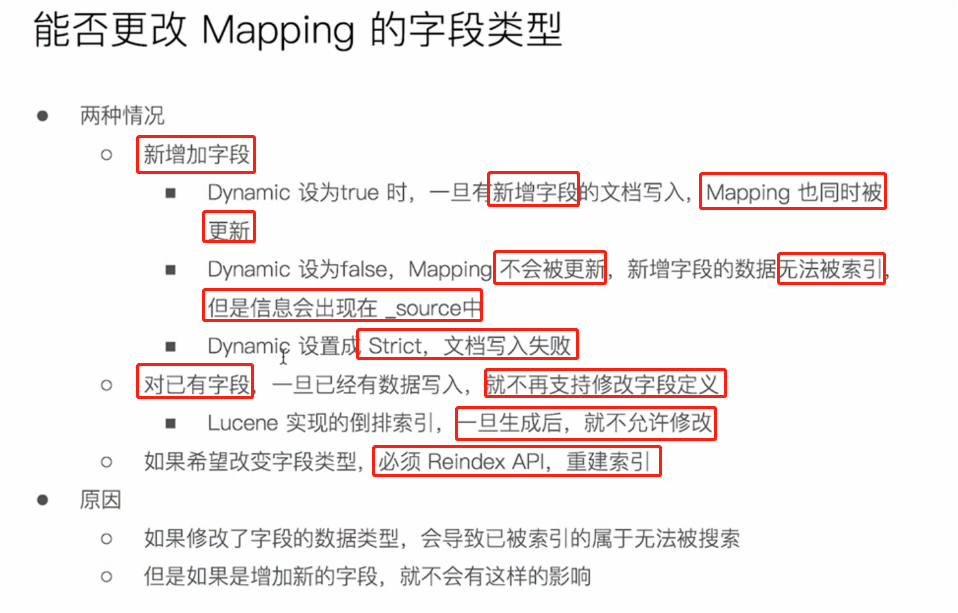 能否更改 Mapping 的字段类型
两种情况
新增加字段
Dynamic 设为true 时，一旦有新增字段的文档写入，Mapping 也同时被
更新
Dynamic 设为false，Mapping 不会被更新，新增字段的数据无法被索引，
但是信息会出现在 _source中
Dynamic 设置成 Strict，文档写入失败
对已有字段，一旦已经有数据写入，就不再支持修改字段定义
Lucene 实现的倒排索引，一旦生成后，就不允许修改
如果希望改变字段类型，必须 Reindex API，重建索引
原因
如果修改了字段的数据类型，会导致已被索引的属于无法被搜索
但是如果是增加新的字段，就不会有这样的影响